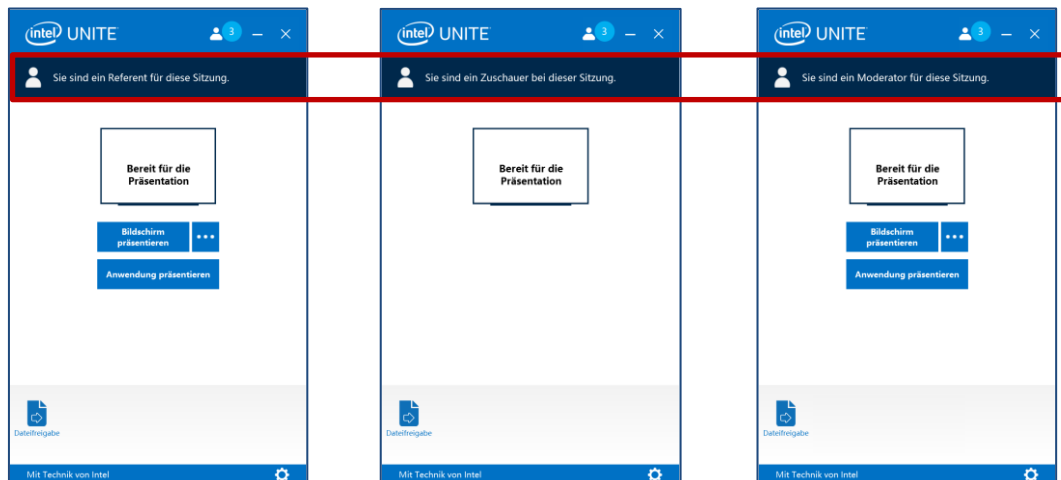 intel UNITE 3
Sie sind ein Referent für diese Sitzung.
Bereit für die
Präsentation
Bildschirm
präsentieren
Anwendung präsentieren
Dateifreigabe
Mit Technik von Intel
intel UNITE 3
Sie sind ein Zuschauer bei dieser Sitzung.
Bereit für die
Präsentation
Dateifreigabe
Mit Technik von Intel
intel UNITE 3
Sie sind ein Moderator für diese Sitzung.
Bereit für die
Präsentation
Bildschirm
präsentieren
Anwendung präsentieren
Dateifreigabe
Mit Technik von Intel